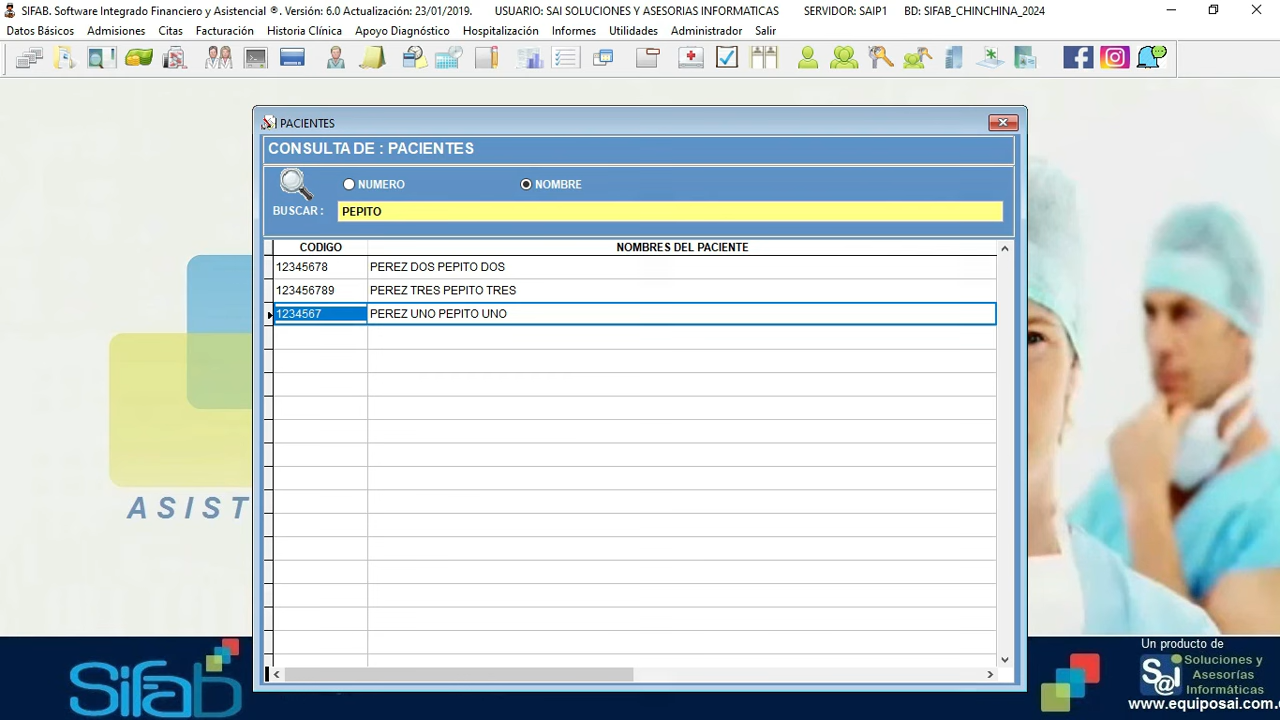 SIFAB. Software Integrado Financiero y Asistencial ®. Versión: 6.0 Actualización: 23/01/2019. USUARIO: SAI SOLUCIONES Y ASESORIAS INFORMATICAS SERVIDOR: SAIP1 BD: SIFAB_CHINCHINA_2024
Datos Básicos Admisiones Citas Facturación Historia Clínica Apoyo Diagnóstico Hospitalización Informes Utilidades Administrador Salir
PACIENTES
CONSULTA DE : PACIENTES
NUMERO NOMBRE
BUSCAR : PEPITO
CODIGO NOMBRES DEL PACIENTE
12345678 PEREZ DOS PEPITO DOS
123456789 PEREZ TRES PEPITO TRES
1234567 PEREZ UNO PEPITO UNO
ASIST
Sifab
Un producto de
S@i Soluciones y
Asesorías
Informáticas
www.equiposai.com.c